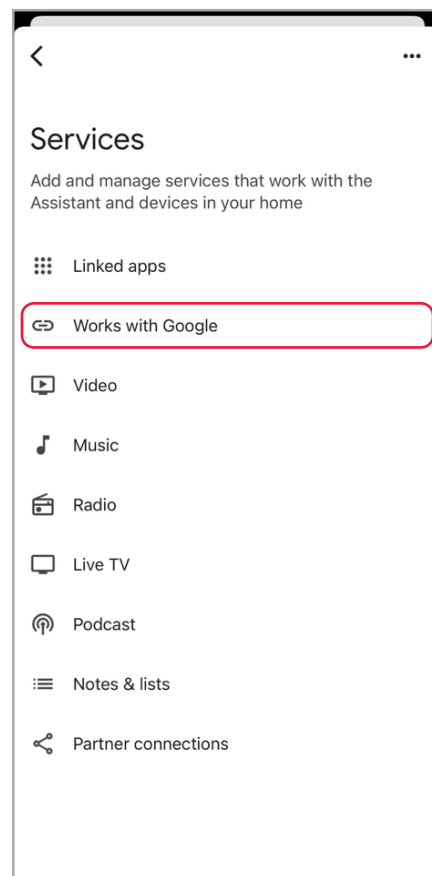 Services
Add and manage services that work with the
Assistant and devices in your home
Linked apps
Works with Google
Video
Music
Radio
Live TV
Podcast
Notes & lists
Partner connections